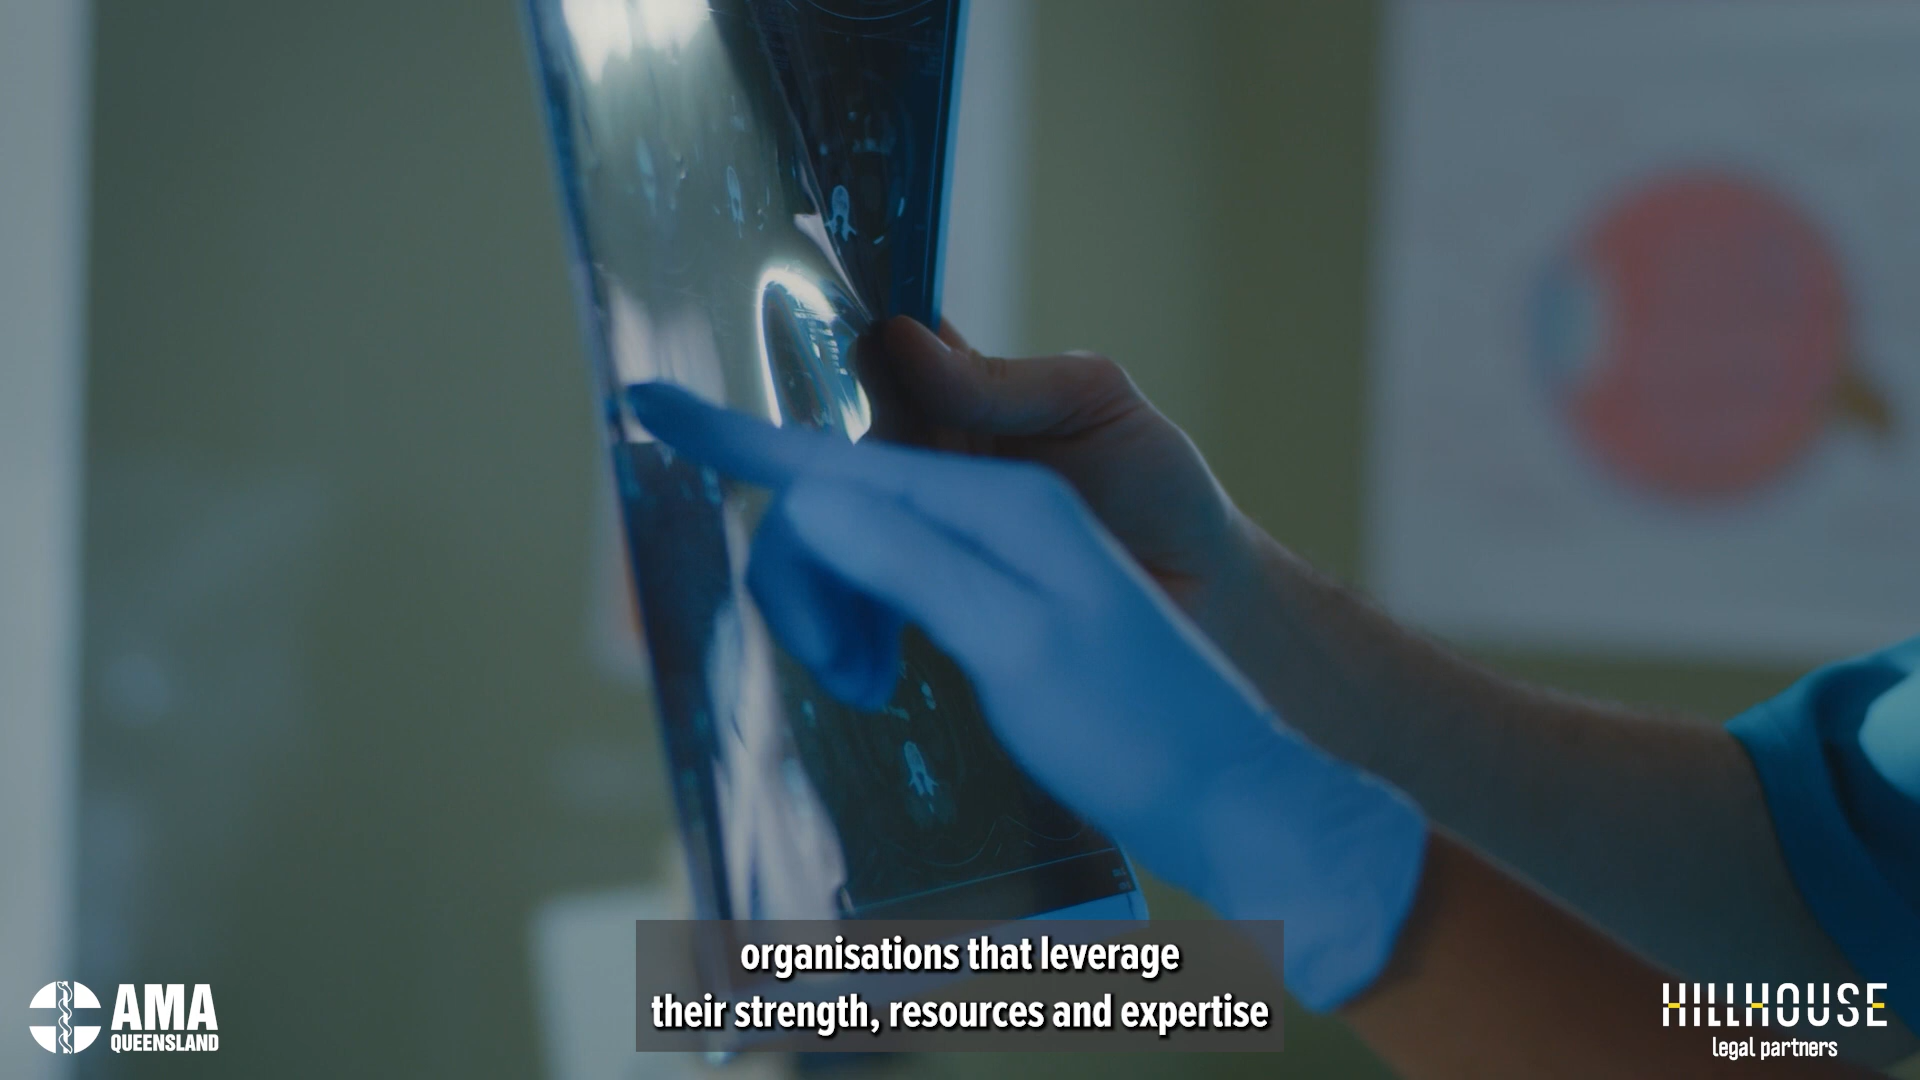 organisations that leverage
their strength, resources and expertise
AMA
QUEENSLAND
HILLHOUSE
legal partners